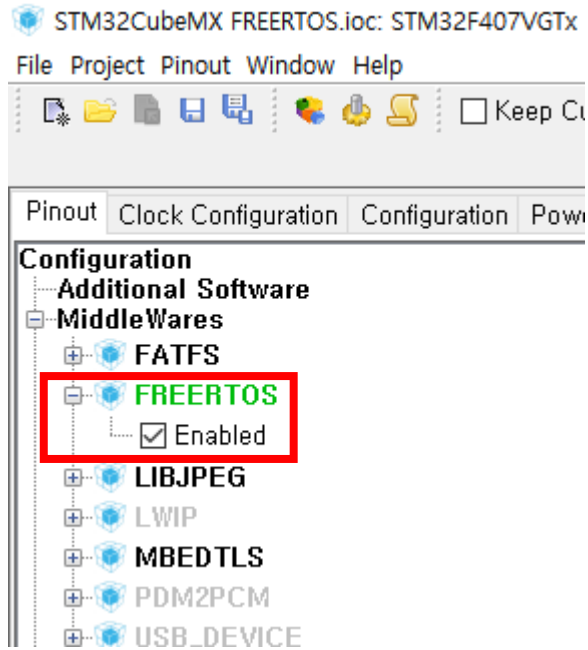 STM32CubeMX FREERTOS.ioc: STM32F407VGTx
File Project Pinout Window Help
Keep Cu
Pinout Clock Configuration Configuration Powe
Configuration
Additional Software
MiddleWares
FATFS
FREERTOS
Enabled
LIBJPEG
LWIP
MBEDTLS
PDM2PCM
USB_DEVICE